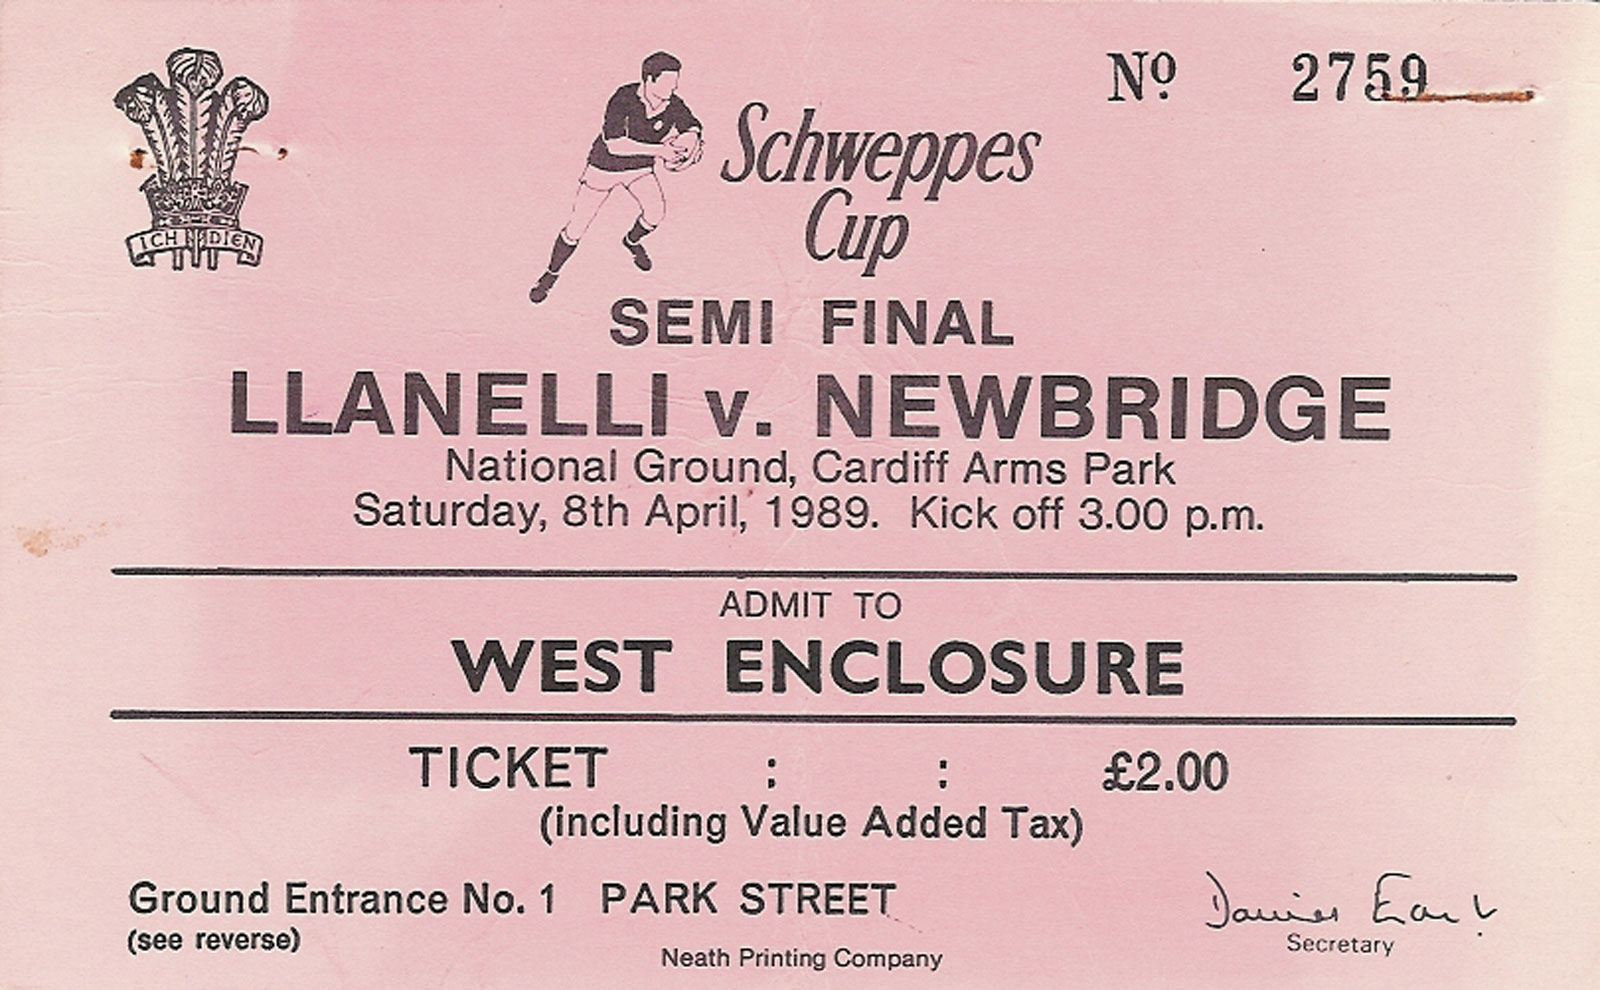 Nº 2759
ICH DIEN
Schweppes
Cup
SEMI FINAL
LLANELLI v. NEWBRIDGE
National Ground, Cardiff Arms Park
Saturday, 8th April, 1989. Kick off 3.00 p.m.
ADMIT TO
WEST ENCLOSURE
TICKET : : £2.00
(including Value Added Tax)
Ground Entrance No. 1 PARK STREET
(see reverse)
Secretary
Neath Printing Company